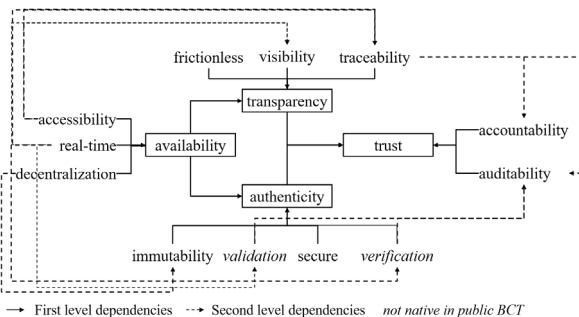 frictionless visibility traceability
transparency
accessibility
accountability
real-time availability trust
decentralization auditability
authenticity
immutability validation secure verification
First level dependencies Second level dependencies not native in public BCT